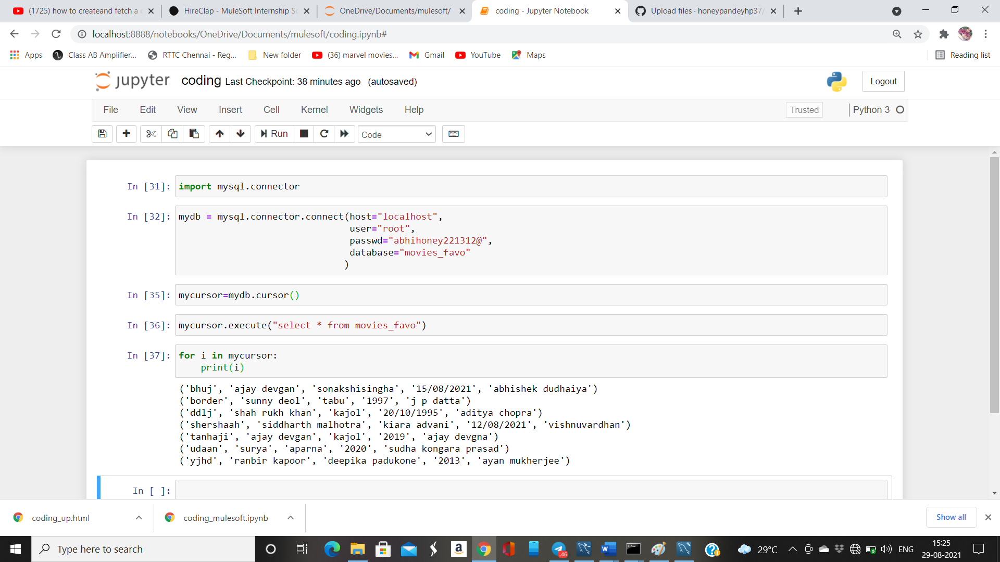 (1725) how to createand fetch a
HireClap - MuleSoft Internship
OneDrive/Documents/mulesoft/
coding - Jupyter Notebook
Upload files · honeypandeyhp37/
localhost:8888/notebooks/OneDrive/Documents/mulesoft/coding.ipynb#
Apps
Class AB Amplifier...
RTTC Chennai - Reg...
New folder
(36) marvel movies...
Gmail
YouTube
Maps
Reading list
jupyter coding Last Checkpoint: 38 minutes ago (autosaved)
Logout
File Edit View Insert Cell Kernel Widgets Help
Trusted
Python 3
Run
Code
In [31]: import mysql.connector
In [32]: mydb = mysql.connector.connect(host="localhost",
user="root",
passwd="abhihoney221312@",
database="movies_favo"
)
In [35]: mycursor=mydb.cursor()
In [36]: mycursor.execute("select * from movies_favo")
In [37]: for i in mycursor:
print(i)
('bhuj', 'ajay devgan', 'sonakshisingha', '15/08/2021', 'abhishek dudhaiya')
('border', 'sunny deol', 'tabu', '1997', 'j p datta')
('ddlj', 'shah rukh khan', 'kajol', '20/10/1995', 'aditya chopra')
('shershaah', 'siddharth malhotra', 'kiara advani', '12/08/2021', 'vishnuvardhan')
('tanhaji', 'ajay devgan', 'kajol', '2019', 'ajay devgna')
('udaan', 'surya', 'aparna', '2020', 'sudha kongara prasad')
('yjhd', 'ranbir kapoor', 'deepika padukone', '2013', 'ayan mukherjee')
In [ ]:
coding_up.html
coding_mulesoft.ipynb
Show all
Type here to search
46
29°C
ENG
15:25
29-08-2021